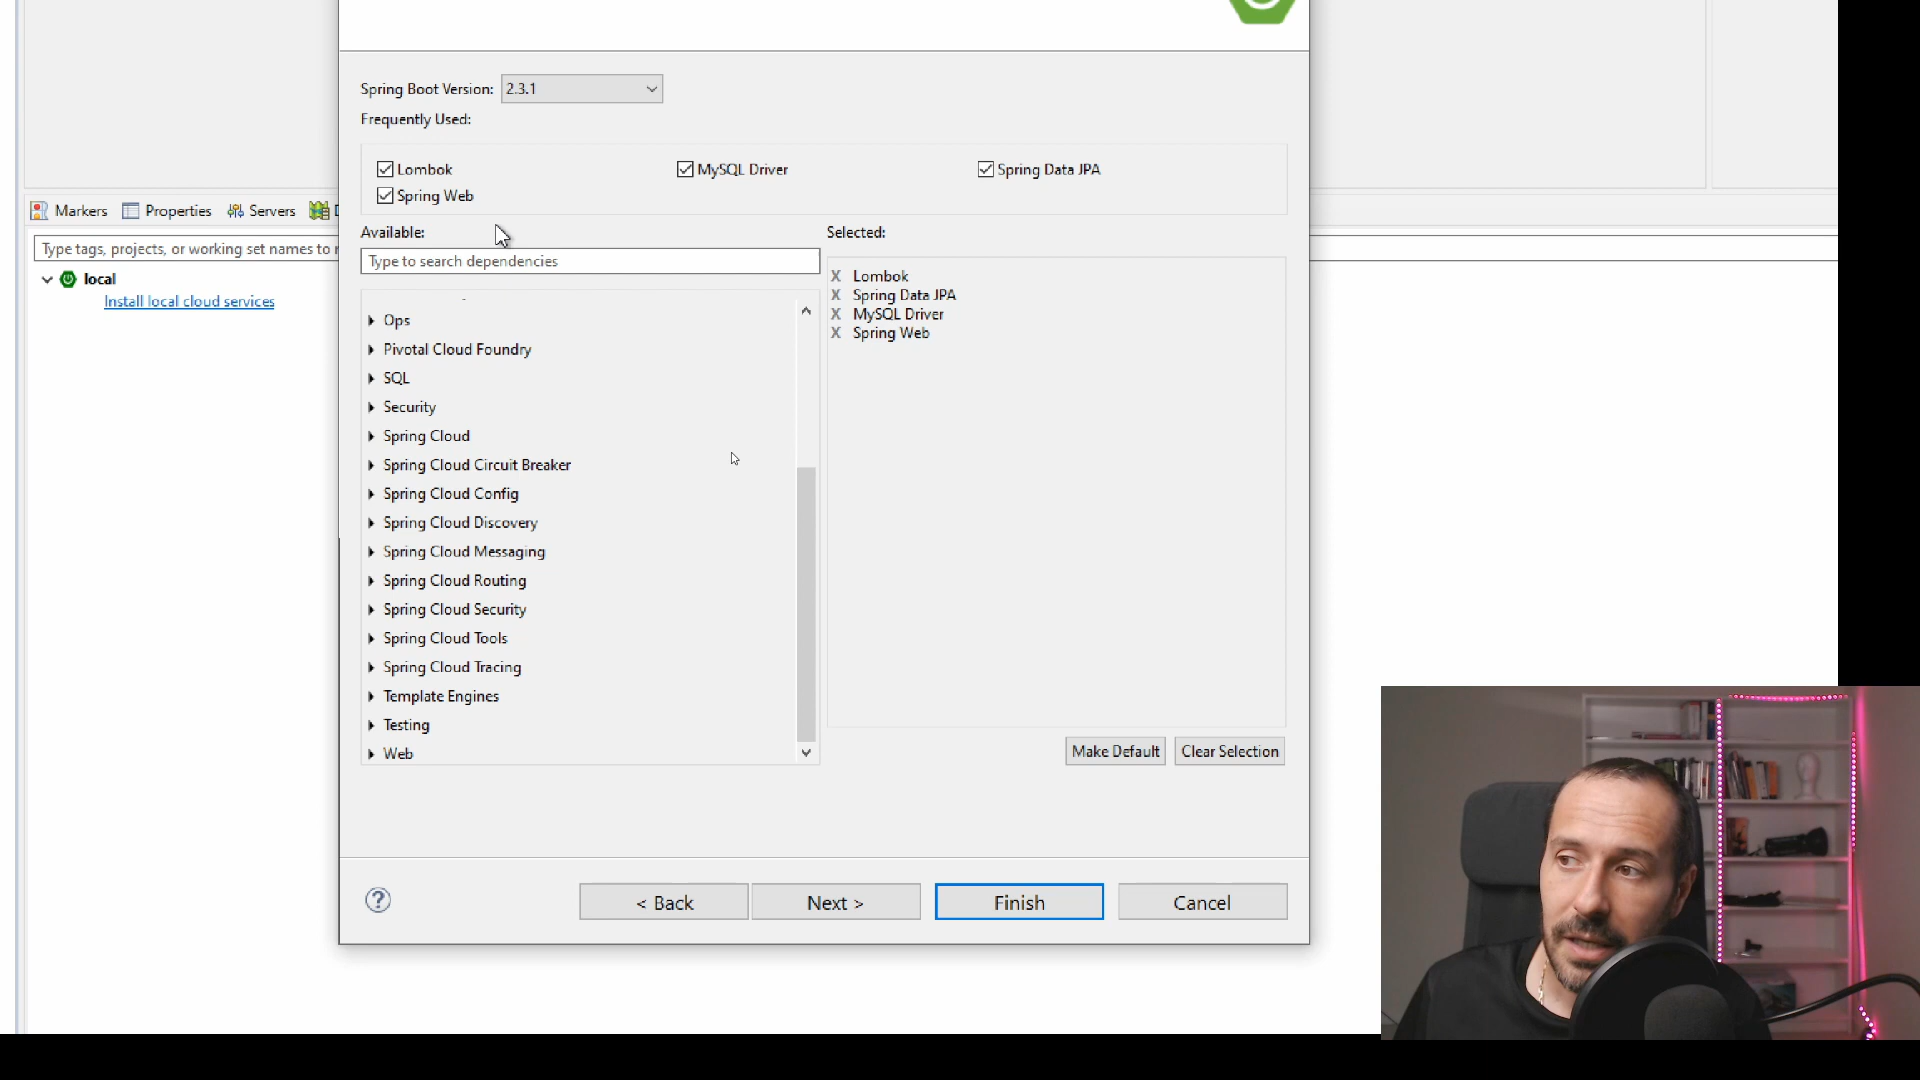 Spring Boot Version: 2.3.1
Frequently Used:
Lombok MySQL Driver Spring Data JPA
Spring Web
Available: Selected:
Type to search dependencies
Lombok
Spring Data JPA
MySQL Driver
Spring Web
Ops
Pivotal Cloud Foundry
SQL
Security
Spring Cloud
Spring Cloud Circuit Breaker
Spring Cloud Config
Spring Cloud Discovery
Spring Cloud Messaging
Spring Cloud Routing
Spring Cloud Security
Spring Cloud Tools
Spring Cloud Tracing
Template Engines
Testing
Web
Make Default Clear Selection
< Back Next > Finish Cancel
Markers Properties Servers
Type tags, projects, or working set names to
local
Install local cloud services